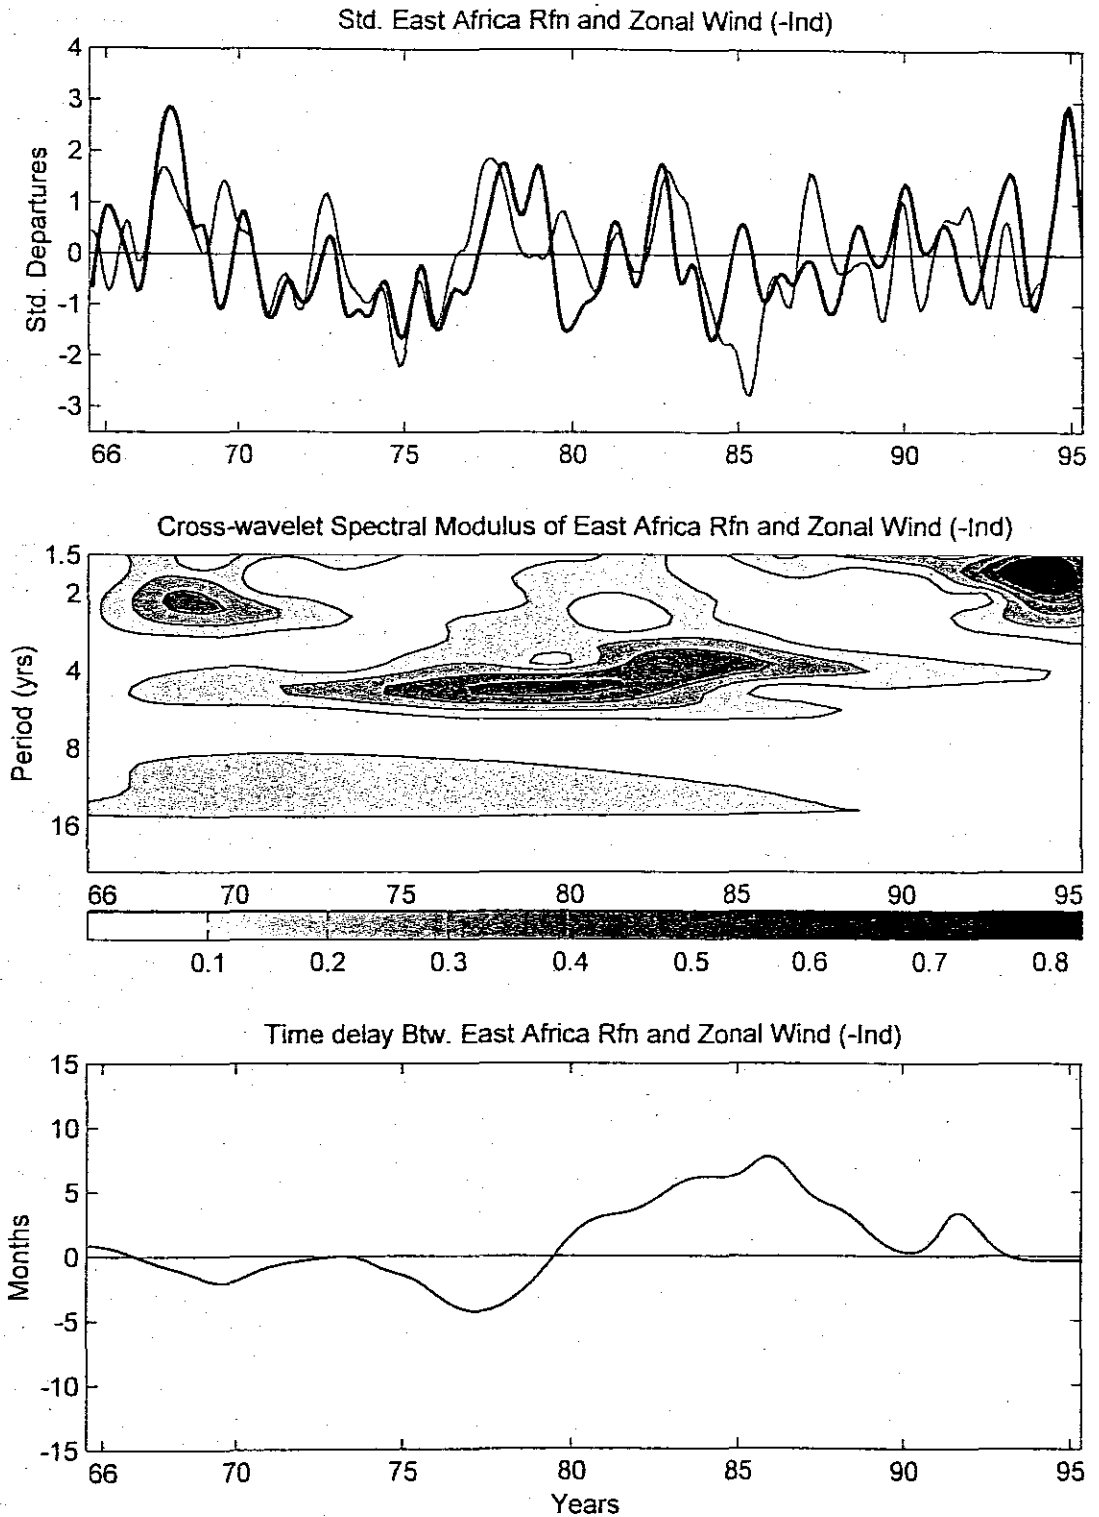 Std. East Africa Rfn and Zonal Wind (-Ind)
4
3
2
1
0
-1
-2
-3
Std. Departures
66 70 75 80 85 90 95
Cross-wavelet Spectral Modulus of East Africa Rfn and Zonal Wind (-Ind)
1.5
2
4
8
16
Period (yrs)
66 70 75 80 85 90 95
0.1 0.2 0.3 0.4 0.5 0.6 0.7 0.8
Time delay Btw. East Africa Rfn and Zonal Wind (-Ind)
15
10
5
0
-5
-10
-15
Months
66 70 75 80 85 90 95
Years